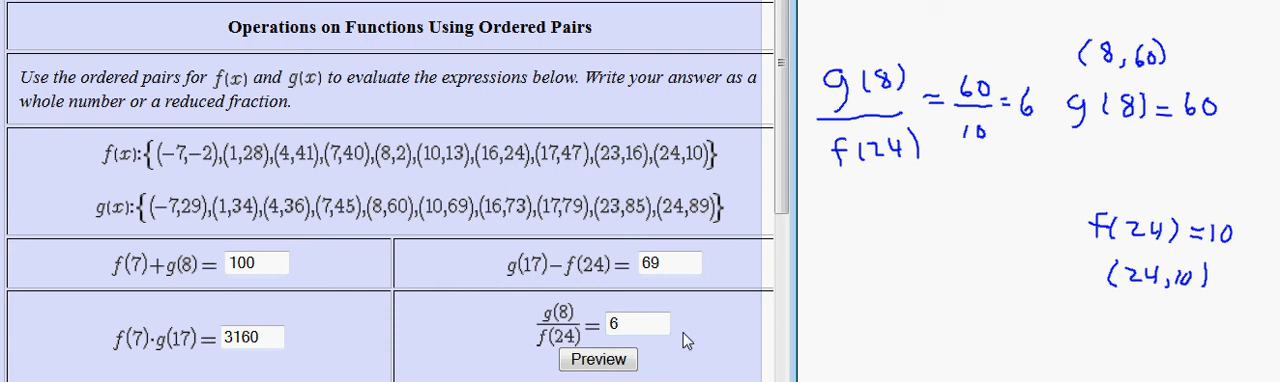 Operations on Functions Using Ordered Pairs
Use the ordered pairs for f(x) and g(x) to evaluate the expressions below. Write your answer as a
whole number or a reduced fraction.
f(x):{(−7,−2),(1,28),(4,41),(7,40),(8,2),(10,13),(16,24),(17,47),(23,16),(24,10)}
g(x):{(−7,29),(1,34),(4,36),(7,45),(8,60),(10,69),(16,73),(17,79),(23,85),(24,89)}
f(7)+g(8)= 100
g(17)−f(24)= 69
f(7)·g(17)= 3160
g(8)
f(24)
= 6
Preview
g(8)
f(24)
= 60
10
= 6
(8,60)
g(8)=60
f(24)=10
(24,10)